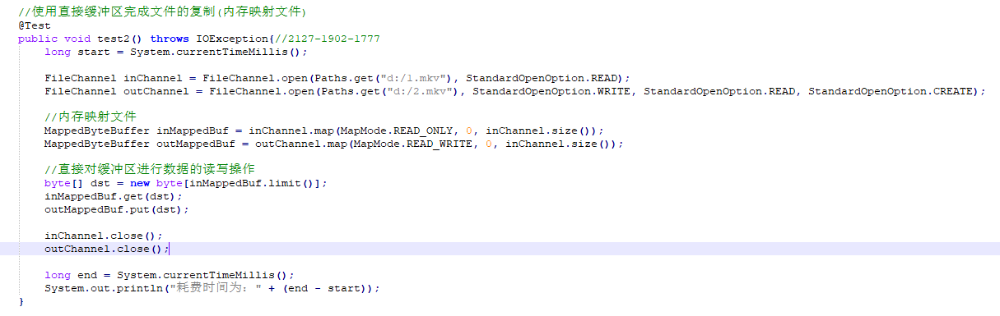 //使用直接缓冲区完成文件的复制(内存映射文件)
@Test
public void test2() throws IOException{//2127-1902-1777
long start = System.currentTimeMillis();
FileChannel inChannel = FileChannel.open(Paths.get("d:/1.mkv"), StandardOpenOption.READ);
FileChannel outChannel = FileChannel.open(Paths.get("d:/2.mkv"), StandardOpenOption.WRITE, StandardOpenOption.READ, StandardOpenOption.CREATE);
//内存映射文件
MappedByteBuffer inMappedBuf = inChannel.map(MapMode.READ_ONLY, 0, inChannel.size());
MappedByteBuffer outMappedBuf = outChannel.map(MapMode.READ_WRITE, 0, inChannel.size());
//直接对缓冲区进行数据的读写操作
byte[] dst = new byte[inMappedBuf.limit()];
inMappedBuf.get(dst);
outMappedBuf.put(dst);
inChannel.close();
outChannel.close();
long end = System.currentTimeMillis();
System.out.println("耗费时间为：" + (end - start));
}